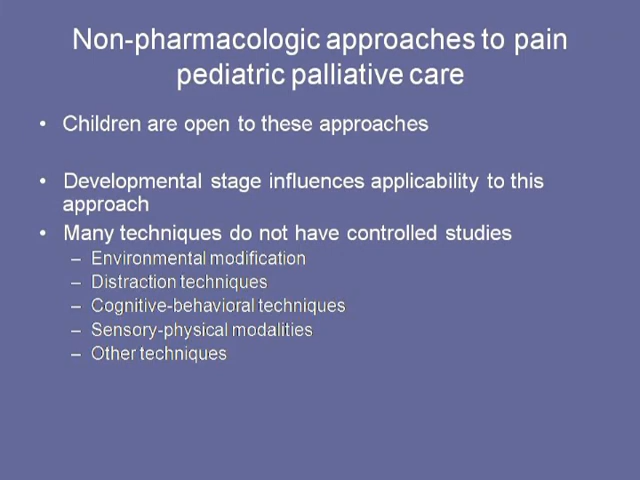 Non-pharmacologic approaches to pain
pediatric palliative care
• Children are open to these approaches
• Developmental stage influences applicability to this
approach
• Many techniques do not have controlled studies
– Environmental modification
– Distraction techniques
– Cognitive-behavioral techniques
– Sensory-physical modalities
– Other techniques